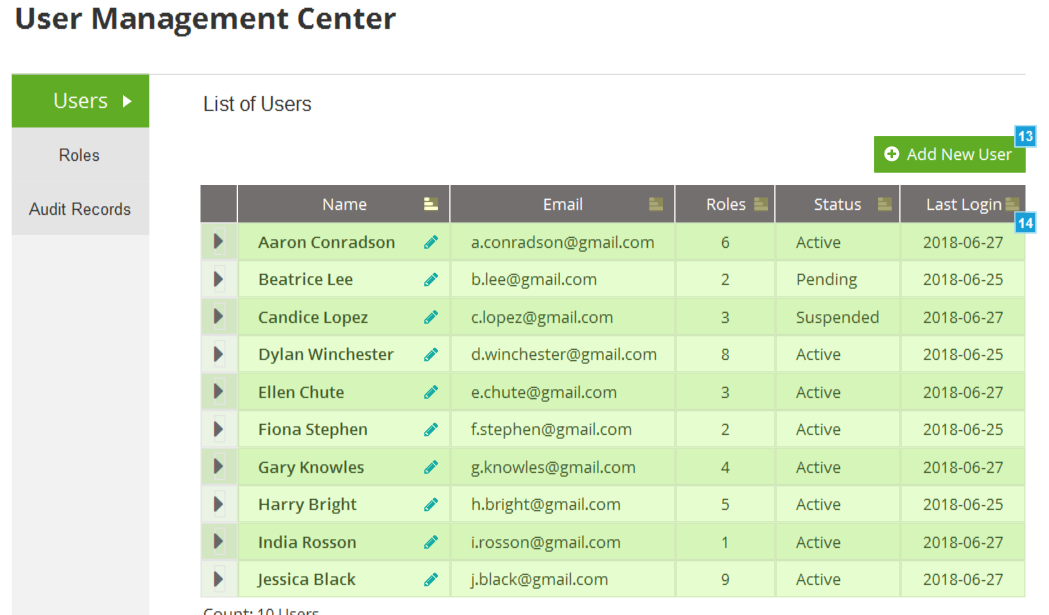 User Management Center
Users
Roles
Audit Records
List of Users
13
Add New User
Name Email Roles Status Last Login
14
Aaron Conradson a.conradson@gmail.com 6 Active 2018-06-27
Beatrice Lee b.lee@gmail.com 2 Pending 2018-06-25
Candice Lopez c.lopez@gmail.com 3 Suspended 2018-06-27
Dylan Winchester d.winchester@gmail.com 8 Active 2018-06-25
Ellen Chute e.chute@gmail.com 3 Active 2018-06-27
Fiona Stephen f.stephen@gmail.com 2 Active 2018-06-25
Gary Knowles g.knowles@gmail.com 4 Active 2018-06-27
Harry Bright h.bright@gmail.com 5 Active 2018-06-25
India Rosson i.rosson@gmail.com 1 Active 2018-06-27
Jessica Black j.black@gmail.com 9 Active 2018-06-27
Count: 10 Users